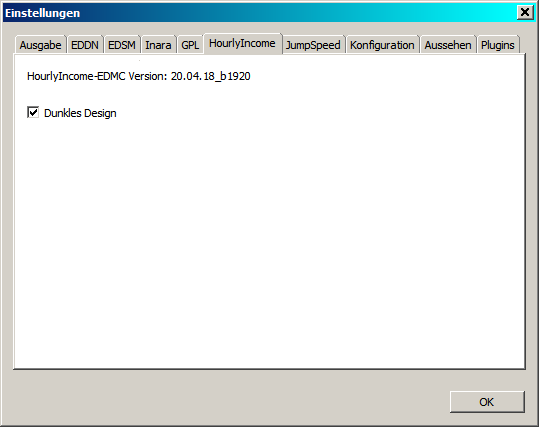 Einstellungen
Ausgabe EDDN EDSM Inara GPL HourlyIncome JumpSpeed Konfiguration Aussehen Plugins
HourlyIncome-EDMC Version: 20.04.18_b1920
Dunkles Design
OK